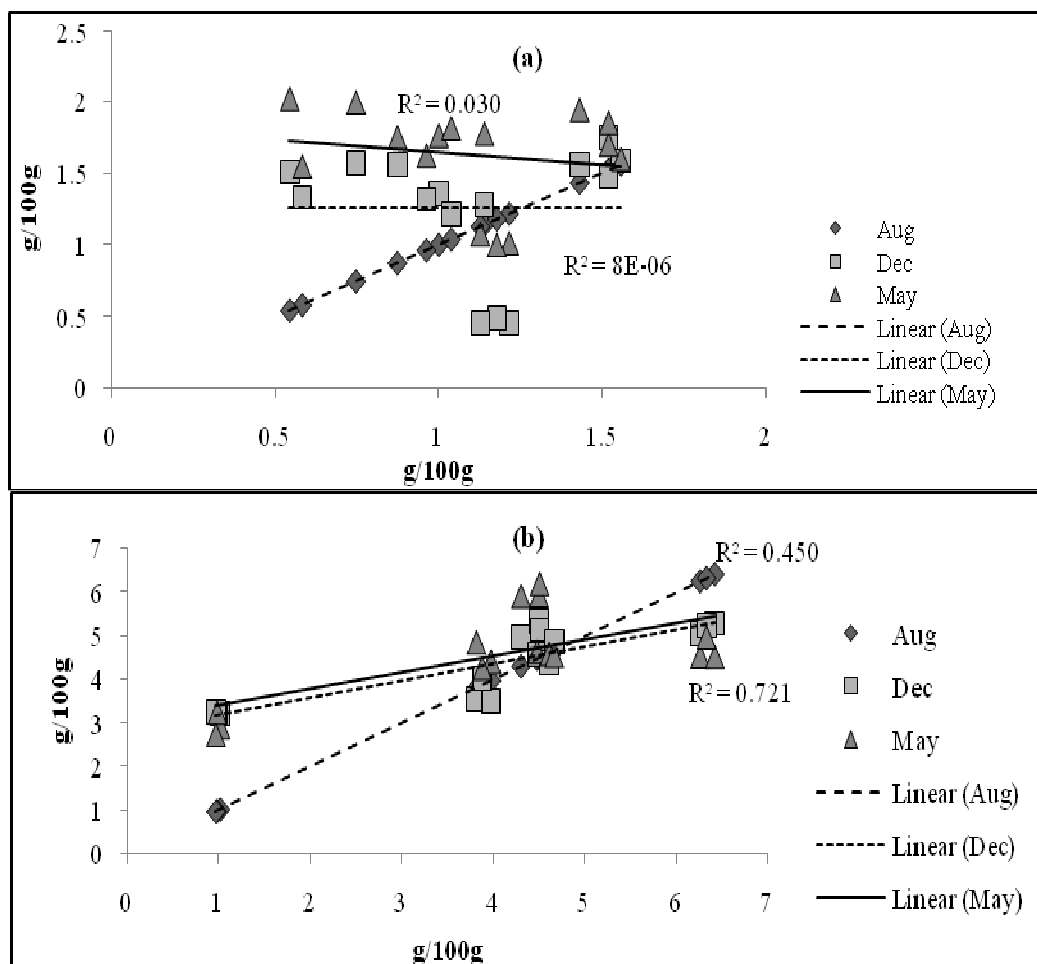 2.5
(a)
2
R² = 0.030
1.5
g/100g
1
R² = 8E-06
0.5
0
0
0.5
1
1.5
2
g/100g
Aug
Dec
May
Linear (Aug)
Linear (Dec)
Linear (May)
(b)
7
R² = 0.450
6
5
4
g/100g
R² = 0.721
3
2
1
0
0
1
2
3
4
5
6
7
g/100g
Aug
Dec
May
Linear (Aug)
Linear (Dec)
Linear (May)